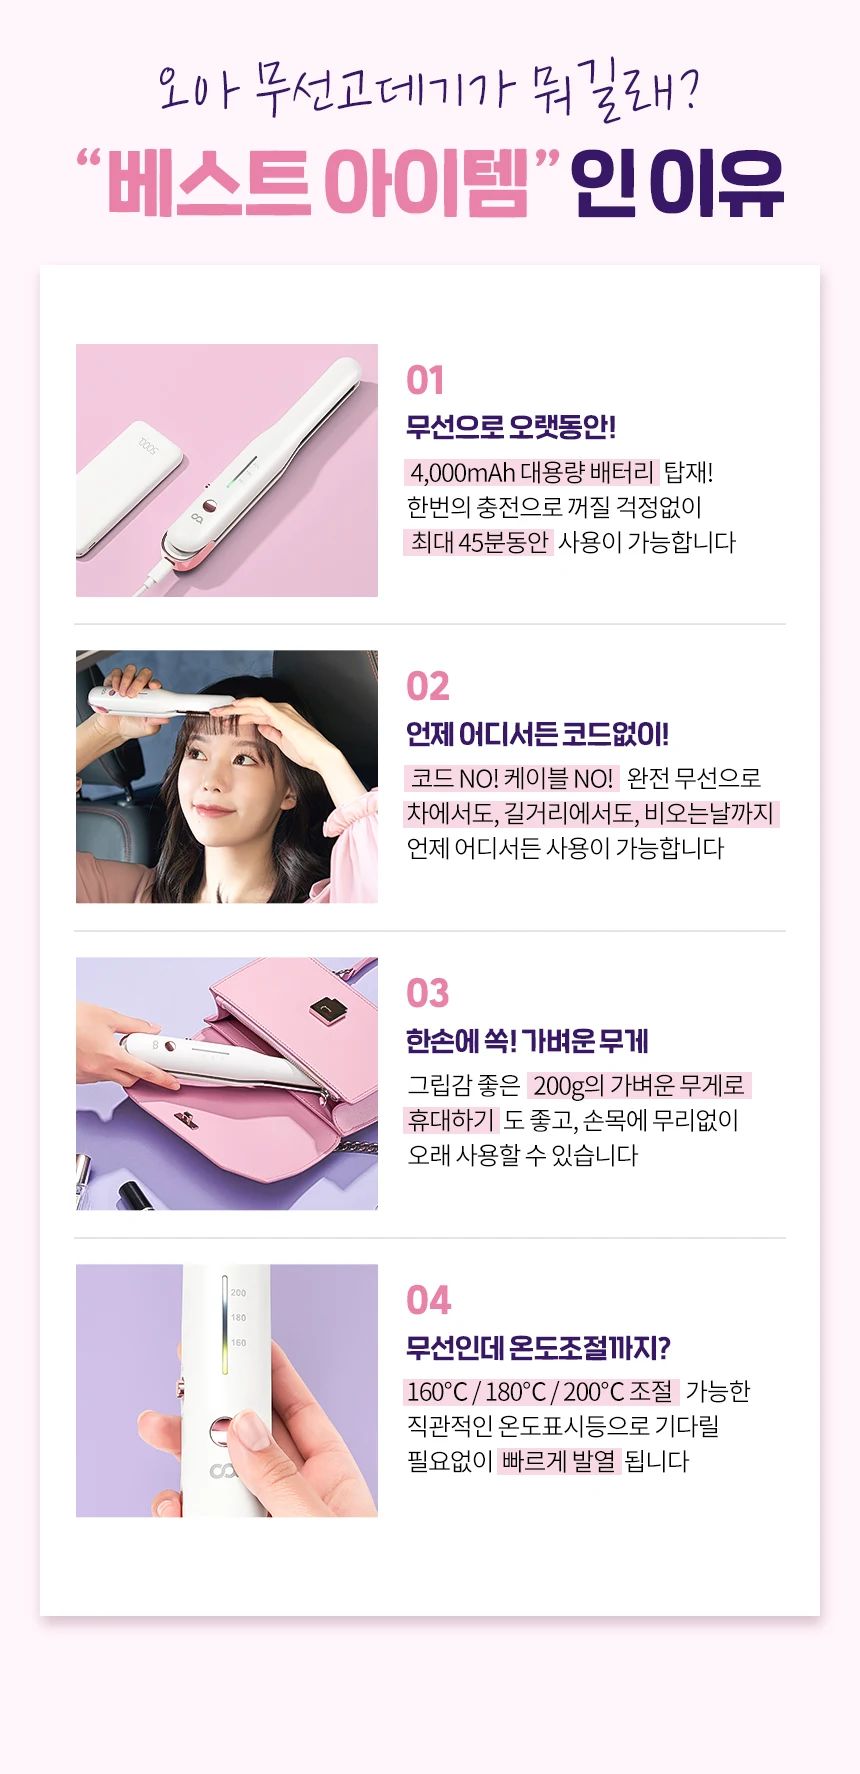 오아 무선고데기가 뭐길래?
“베스트 아이템”인 이유
5000
01
무선으로 오랫동안!
4,000mAh 대용량 배터리 탑재!
한번의 충전으로 꺼질 걱정없이
최대 45분동안 사용이 가능합니다
02
언제 어디서든 코드없이!
코드 NO! 케이블 NO! 완전 무선으로
차에서도, 길거리에서도, 비오는날까지
언제 어디서든 사용이 가능합니다
03
한손에 쏙! 가벼운 무게
그립감 좋은 200g의 가벼운 무게로
휴대하기 도 좋고, 손목에 무리없이
오래 사용할 수 있습니다
200
180
160
04
무선인데 온도조절까지?
160°C / 180°C / 200°C 조절 가능한
직관적인 온도표시등으로 기다릴
필요없이 빠르게 발열 됩니다